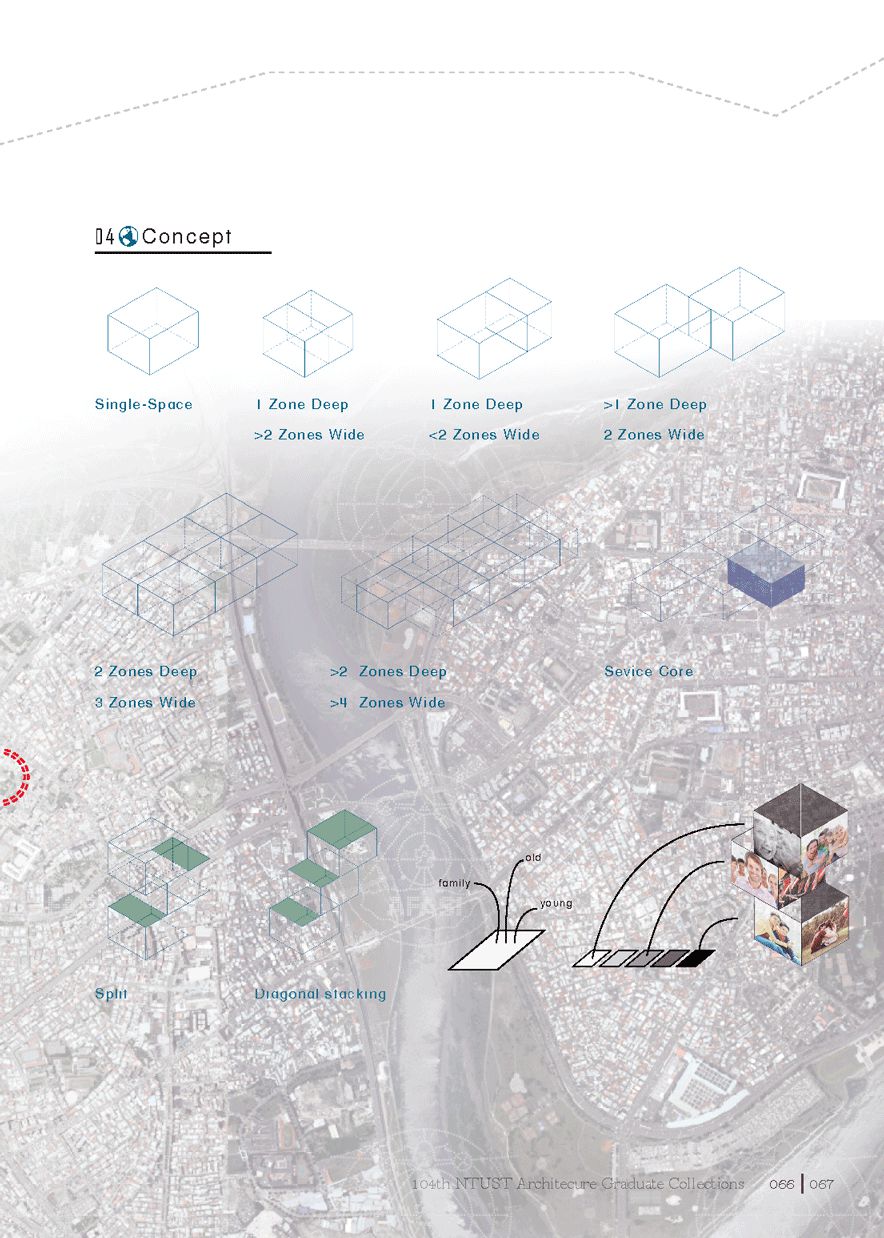 04 Concept
Single-Space
1 Zone Deep
>2 Zones Wide
1 Zone Deep
<2 Zones Wide
>1 Zone Deep
2 Zones Wide
2 Zones Deep
3 Zones Wide
>2 Zones Deep
>4 Zones Wide
Sevice Core
old
family
young
Split
Diagonal stacking
104th NTUST Architecure Graduate Collections 066 | 067